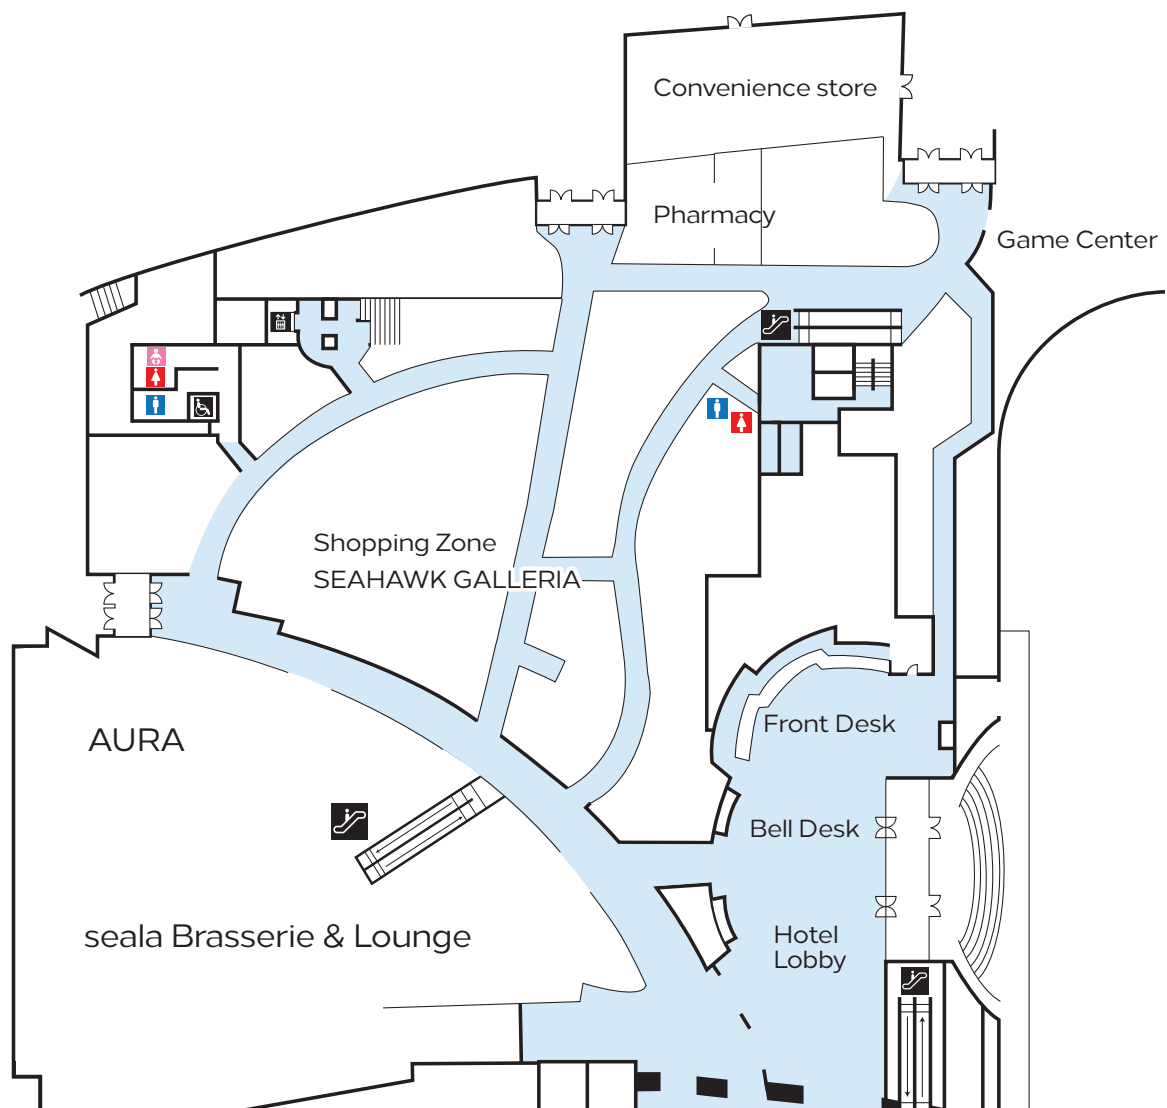 Convenience store
Pharmacy
Game Center
Shopping Zone
SEAHAWK GALLERIA
AURA
Front Desk
Bell Desk
seala Brasserie & Lounge
Hotel
Lobby